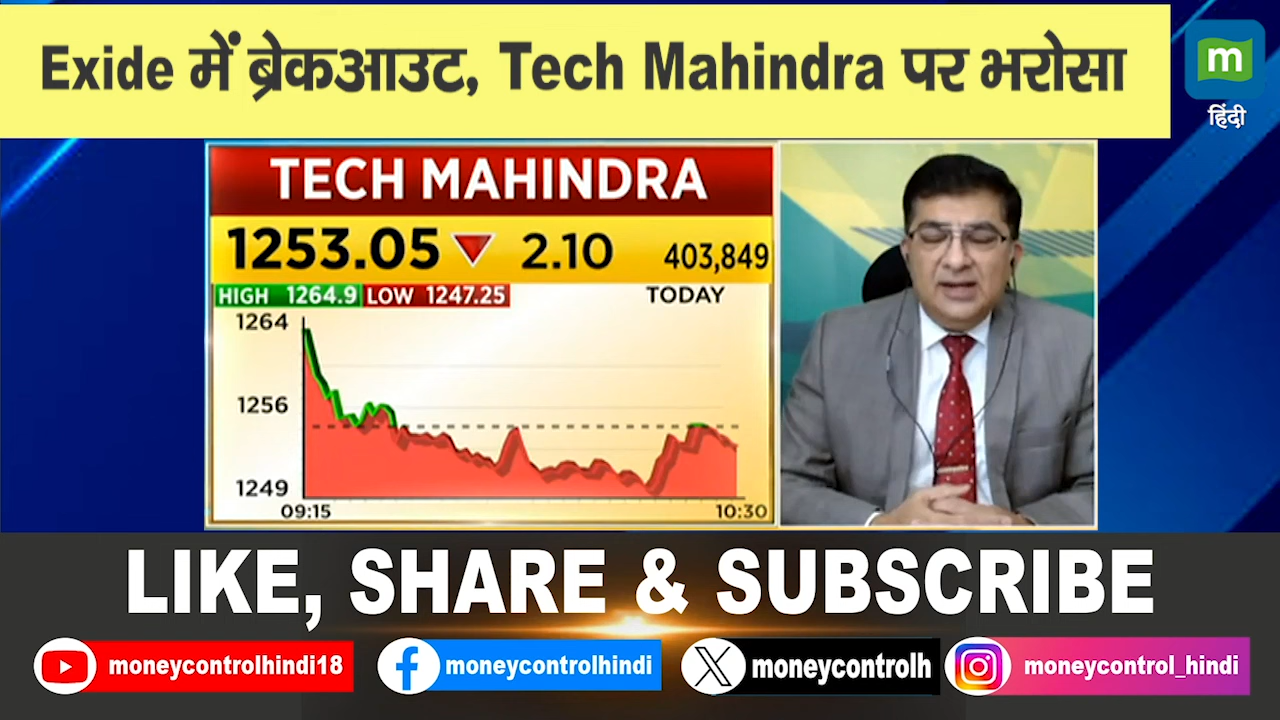 Exide में ब्रेकआउट, Tech Mahindra पर भरोसा
m
हिंदी
TECH MAHINDRA
1253.05 2.10 403,849
HIGH 1264.9 LOW 1247.25 TODAY
1264
1256
1249
09:15 10:30
LIKE, SHARE & SUBSCRIBE
moneycontrolhindi18 moneycontrolhindi moneycontrolh moneycontrol_hindi